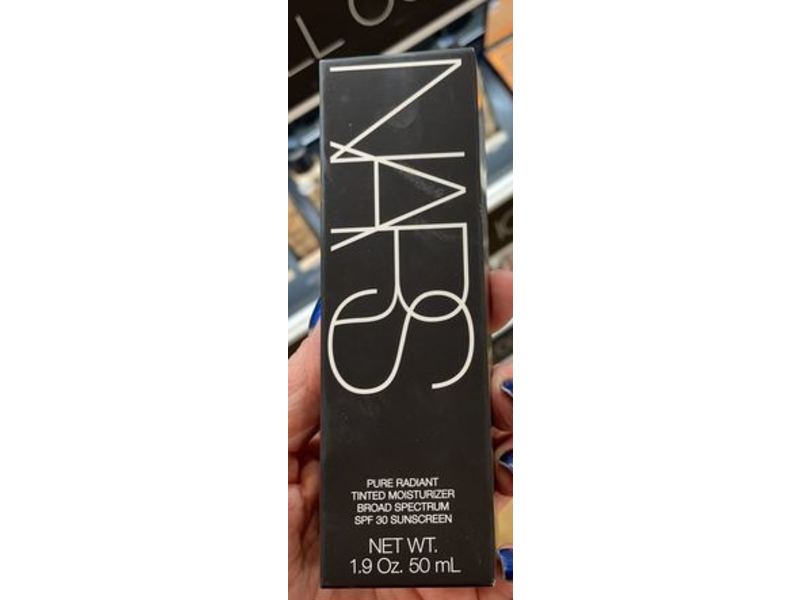 NARS
PURE RADIANT
TINTED MOISTURIZER
BROAD SPECTRUM
SPF 30 SUNSCREEN
NET WT.
1.9 Oz. 50 mL